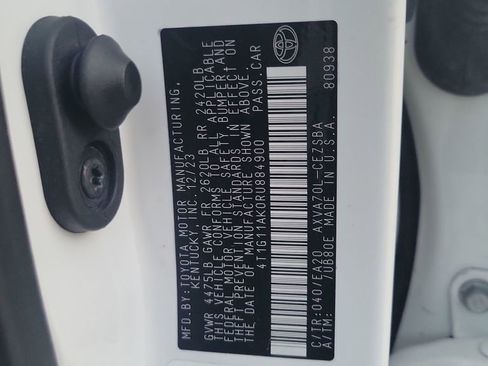 MFD.BY:TOYOTA MOTOR MANUFACTURING,
KENTUCKY, INC. 12/23
GVWR 4475LB GAWR FR 2620LB RR 2420LB
THIS VEHICLE CONFORMS TO ALL APPLICABLE
FEDERAL MOTOR VEHICLE SAFETY, BUMPER, AND
THEFT PREVENTION STANDARDS IN EFFECT ON
THE DATE OF MANUFACTURE SHOWN ABOVE.
4T1G11AK0RU884900 PASS.CAR
C/TR:040/EA20 AXVA70L-CEZSBA
A/TM: /UB80E MADE IN U.S.A. 80938